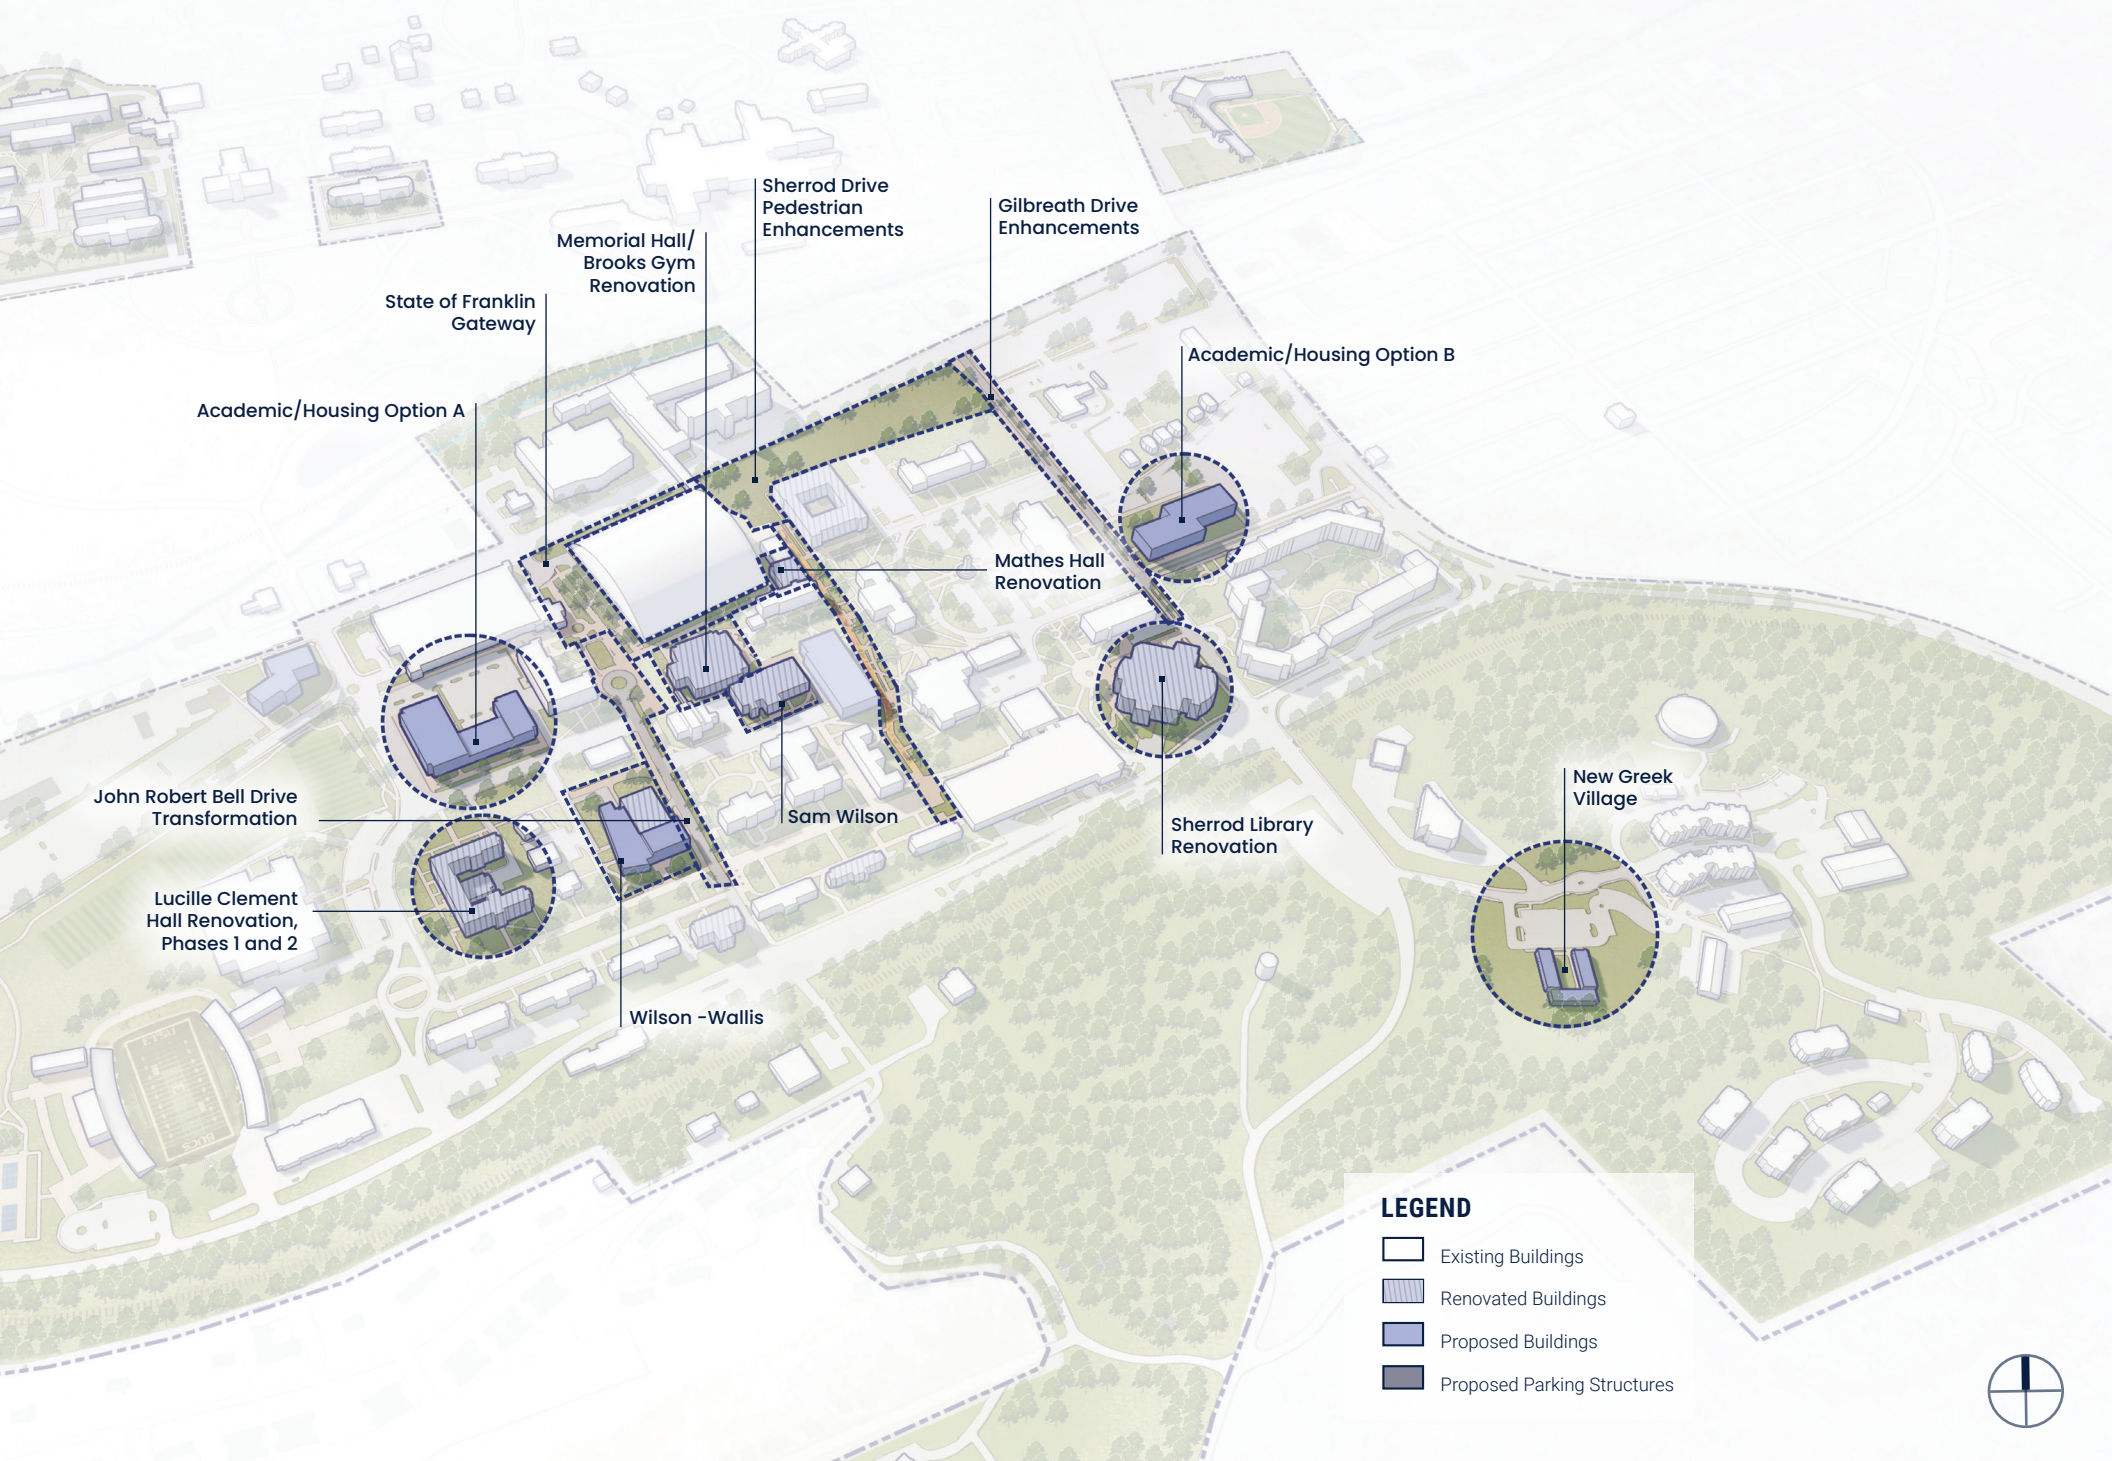 Sherrod Drive
Pedestrian
Enhancements
Gilbreath Drive
Enhancements
Memorial Hall/
Brooks Gym
Renovation
State of Franklin
Gateway
Academic/Housing Option B
Academic/Housing Option A
Mathes Hall
Renovation
New Greek
Village
John Robert Bell Drive
Transformation
Sam Wilson
Sherrod Library
Renovation
Lucille Clement
Hall Renovation,
Phases 1 and 2
Wilson -Wallis
BUCS
LEGEND
Existing Buildings
Renovated Buildings
Proposed Buildings
Proposed Parking Structures